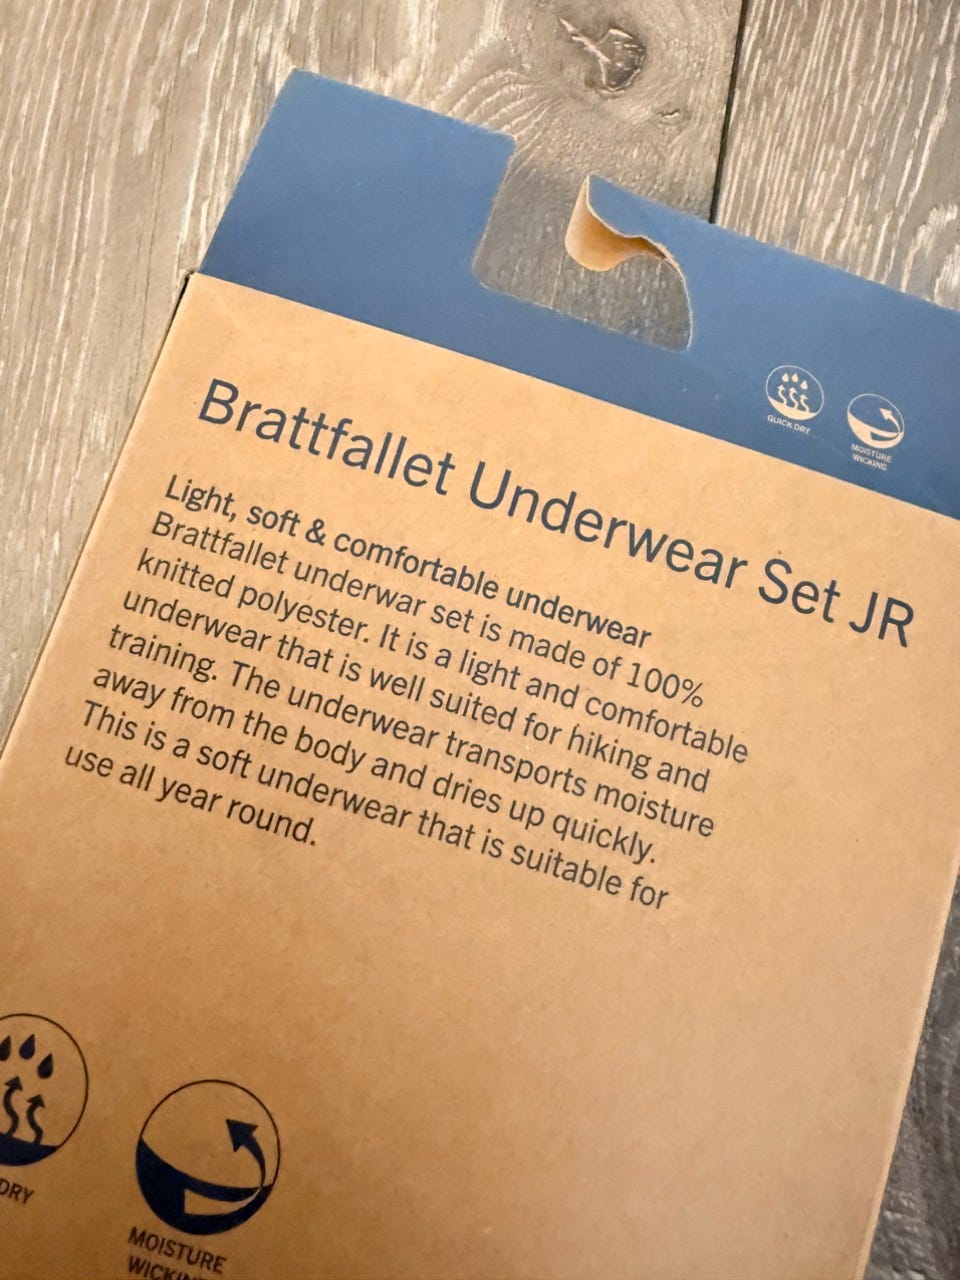 QUICK DRY
MOISTURE
WICKING
Brattfallet Underwear Set JR
Light, soft & comfortable underwear
Brattfallet underwar set is made of 100%
knitted polyester. It is a light and comfortable
underwear that is well suited for hiking and
training. The underwear transports moisture
away from the body and dries up quickly.
This is a soft underwear that is suitable for
use all year round.
DRY
MOISTURE
WICKING